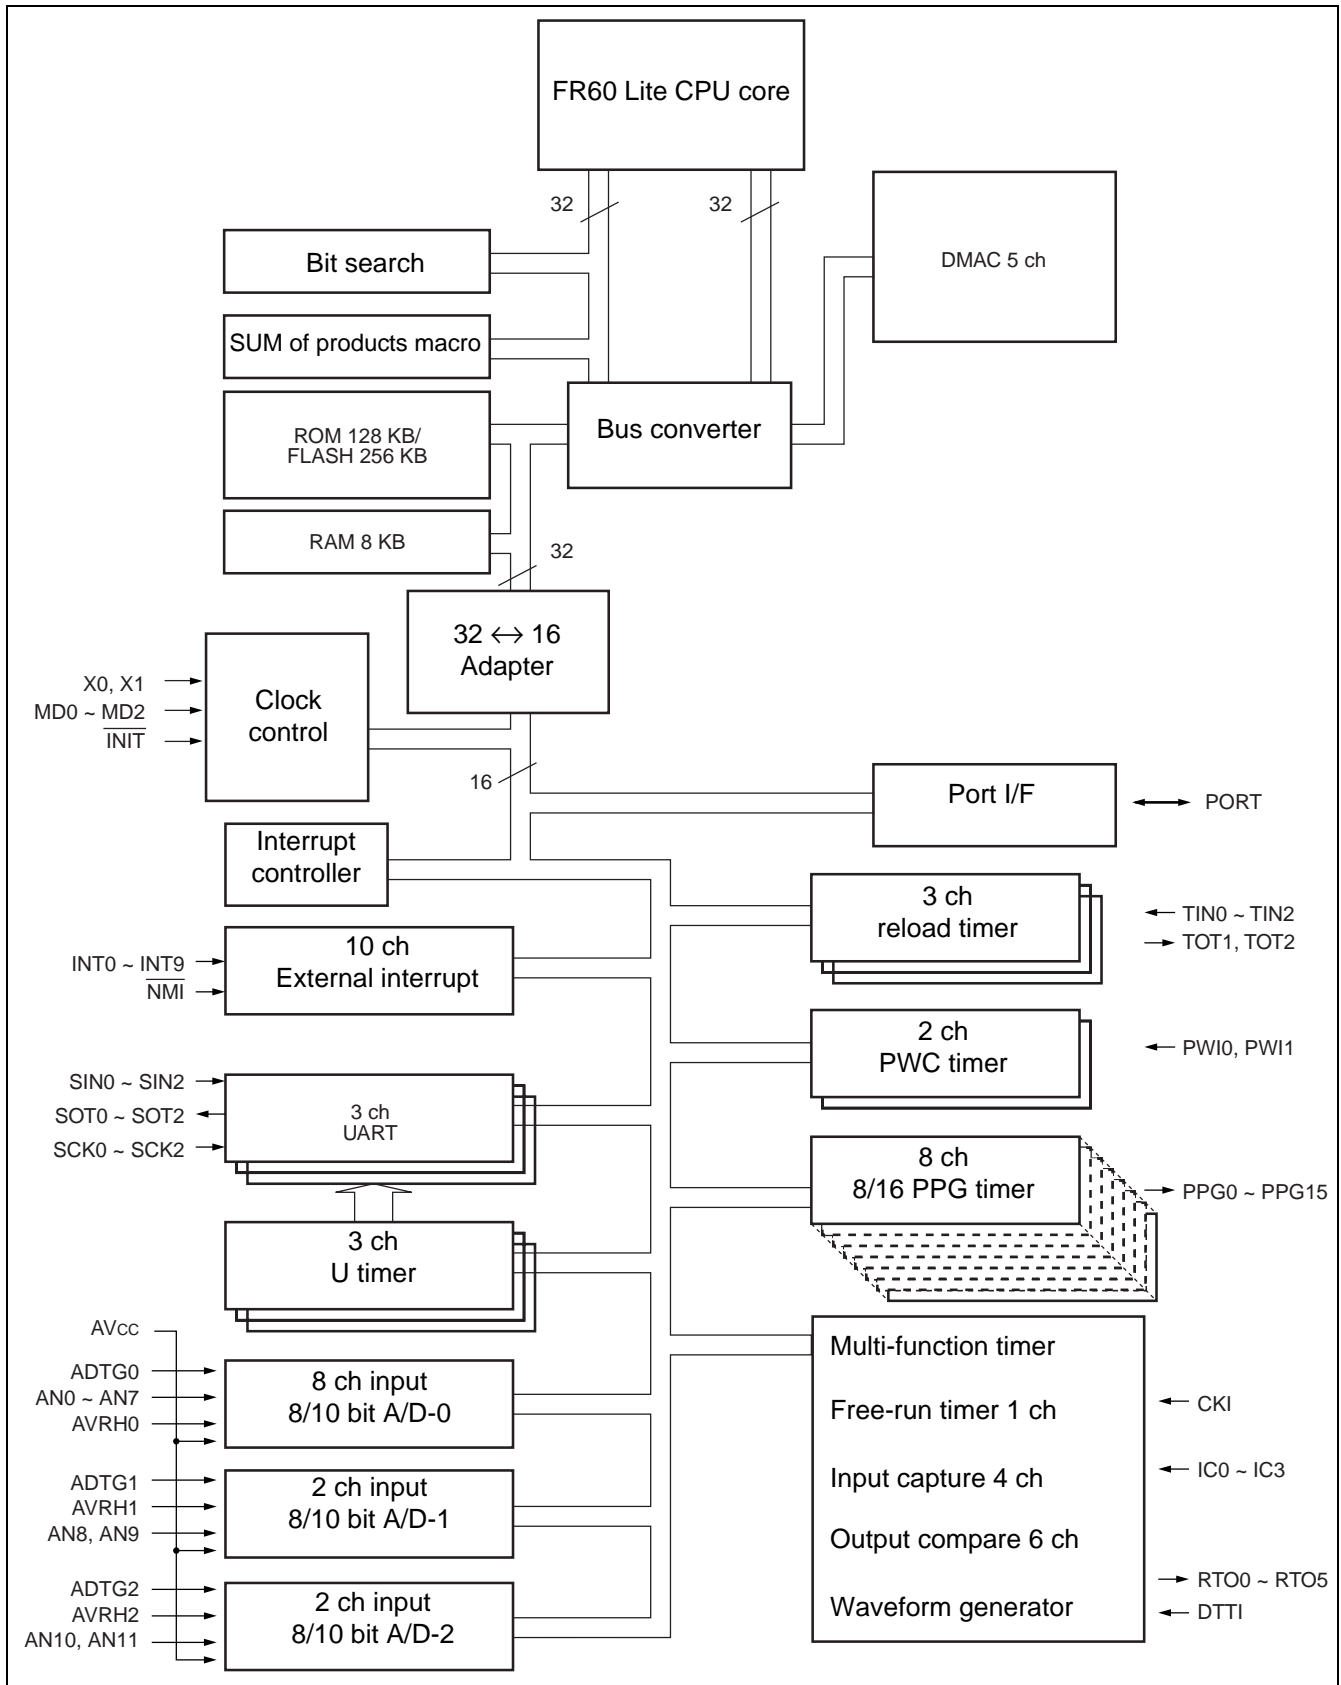 FR60 Lite CPU core
32
32
Bit search
DMAC 5 ch
SUM of products macro
ROM 128 KB/
FLASH 256 KB
Bus converter
RAM 8 KB
32
32 ↔ 16
Adapter
X0, X1
MD0 ~ MD2
INIT
Clock
control
16
Port I/F
PORT
Interrupt
controller
3 ch
reload timer
TIN0 ~ TIN2
TOT1, TOT2
INT0 ~ INT9
NMI
10 ch
External interrupt
2 ch
PWC timer
PWI0, PWI1
SIN0 ~ SIN2
SOT0 ~ SOT2
SCK0 ~ SCK2
3 ch
UART
8 ch
8/16 PPG timer
PPG0 ~ PPG15
3 ch
U timer
AVCC
ADTG0
AN0 ~ AN7
AVRH0
8 ch input
8/10 bit A/D-0
ADTG1
AVRH1
AN8, AN9
2 ch input
8/10 bit A/D-1
ADTG2
AVRH2
AN10, AN11
2 ch input
8/10 bit A/D-2
Multi-function timer
Free-run timer 1 ch
CKI
Input capture 4 ch
IC0 ~ IC3
Output compare 6 ch
Waveform generator
RTO0 ~ RTO5
DTTI